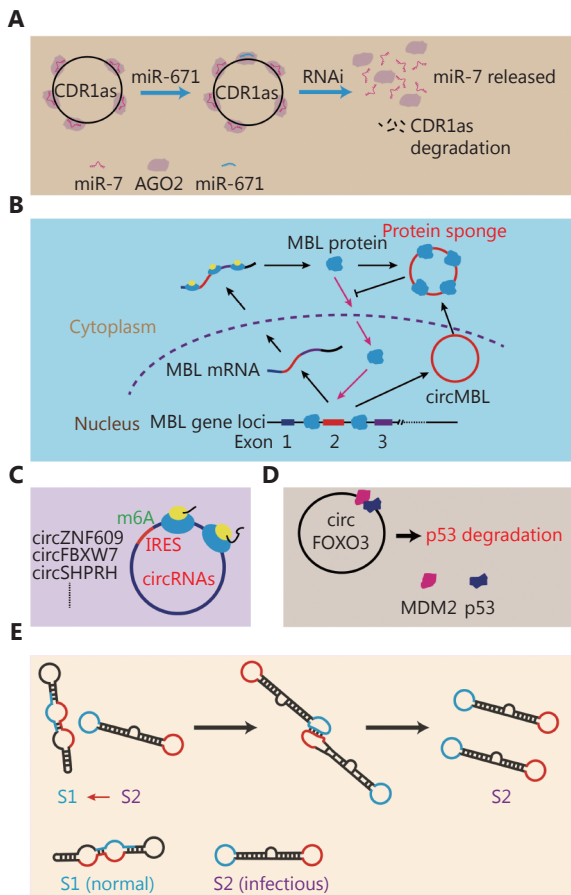 A
CDR1as
miR-671
CDR1as
RNAi
miR-7 released
CDR1as
degradation
miR-7
AGO2
miR-671
B
MBL protein
Protein sponge
Cytoplasm
MBL mRNA
circMBL
Nucleus
MBL gene loci
Exon 1 2 3
C
m6A
IRES
circZNF609
circFBXW7
circSHPRH
circRNAs
D
circ
FOXO3
p53 degradation
MDM2 p53
E
S1 S2
S2
S1 (normal)
S2 (infectious)